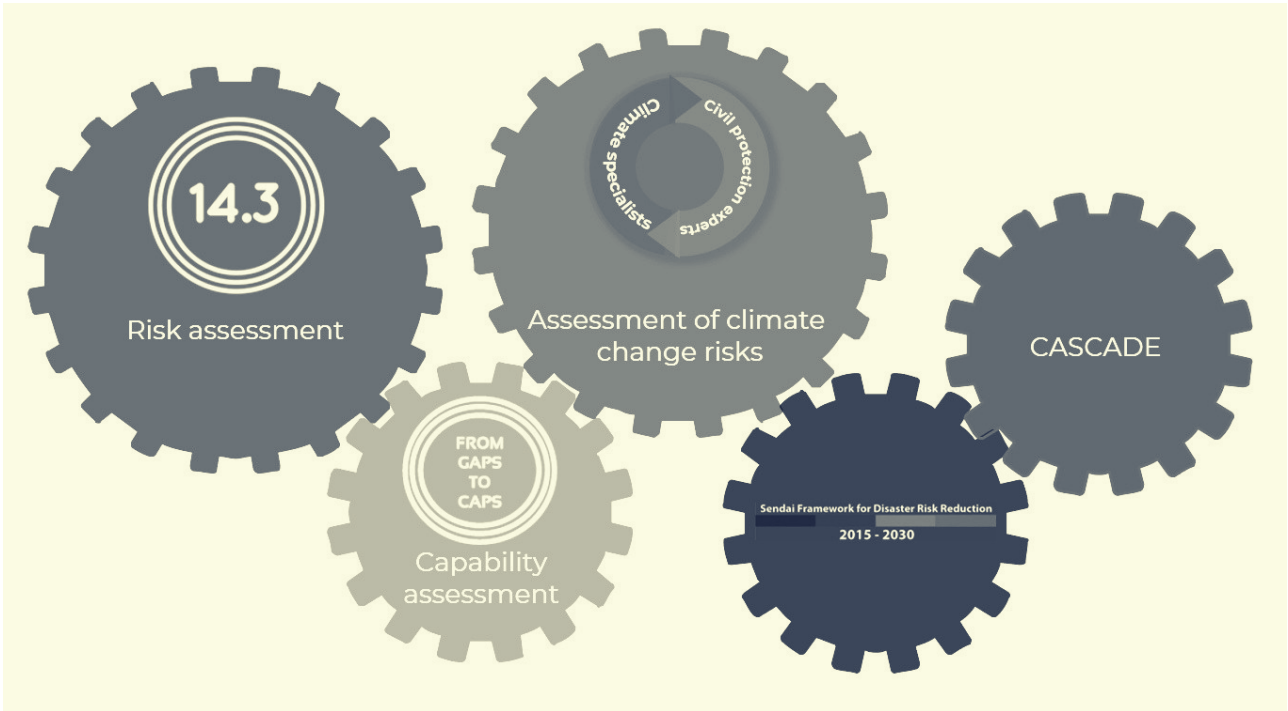 14.3
Risk assessment
Climate specialists
Civil protection experts
Assessment of climate
change risks
FROM
GAPS
TO
CAPS
Capability
assessment
Sendai Framework for Disaster Risk Reduction
2015 - 2030
CASCADE